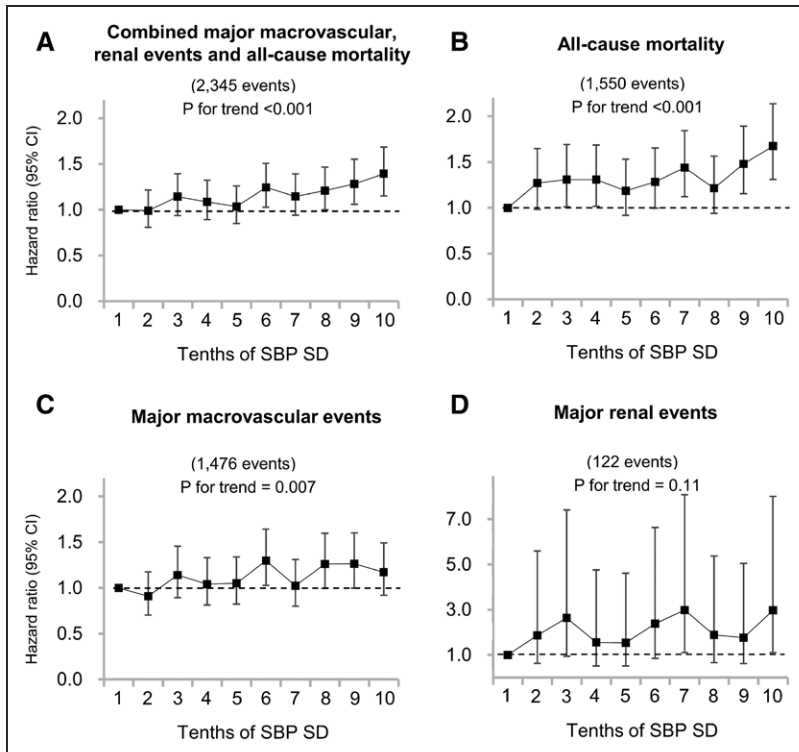 A
Combined major macrovascular,
renal events and all-cause mortality
(2,345 events)
P for trend <0.001
Hazard ratio (95% CI)
2.0
1.5
1.0
0.5
0.0
1 2 3 4 5 6 7 8 9 10
Tenths of SBP SD
B
All-cause mortality
(1,550 events)
P for trend <0.001
2.0
1.5
1.0
0.5
0.0
1 2 3 4 5 6 7 8 9 10
Tenths of SBP SD
C
Major macrovascular events
(1,476 events)
P for trend = 0.007
Hazard ratio (95% CI)
2.0
1.5
1.0
0.5
0.0
1 2 3 4 5 6 7 8 9 10
Tenths of SBP SD
D
Major renal events
(122 events)
P for trend = 0.11
7.0
5.0
3.0
1.0
1 2 3 4 5 6 7 8 9 10
Tenths of SBP SD